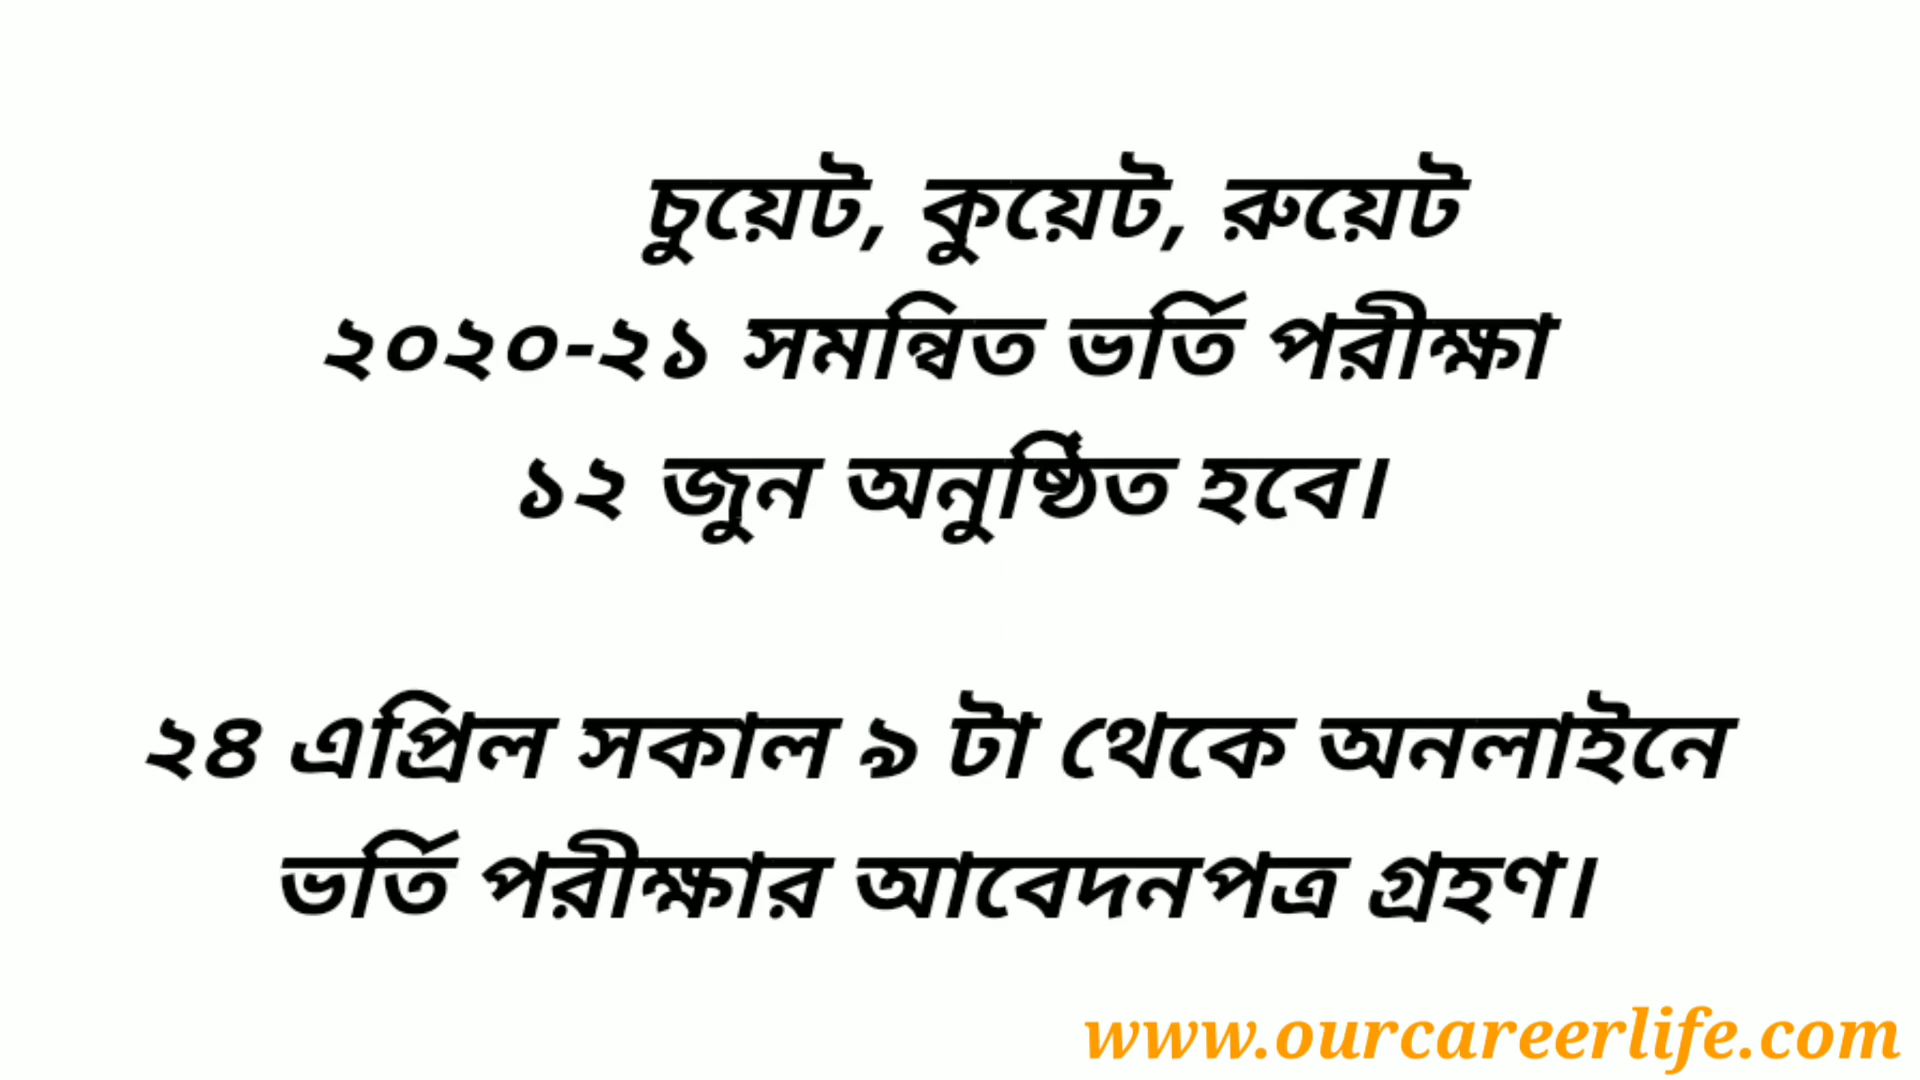 চুয়েট, কুয়েট, রুয়েট
২০২০-২১ সমন্বিত ভর্তি পরীক্ষা
১২ জুন অনুষ্ঠিত হবে।
২৪ এপ্রিল সকাল ৯ টা থেকে অনলাইনে
ভর্তি পরীক্ষার আবেদনপত্র গ্রহণ।
www.ourcareerlife.com